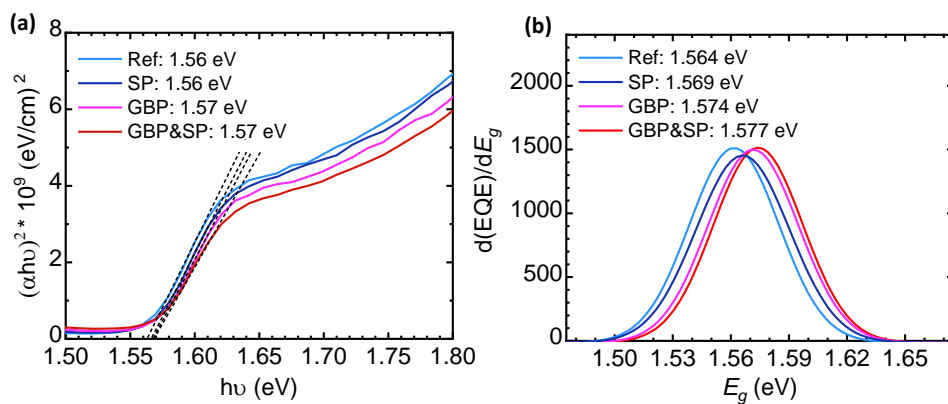 (a)
(αhυ)² * 10⁹ (eV/cm)²
8
6
4
2
0
Ref: 1.56 eV
SP: 1.56 eV
GBP: 1.57 eV
GBP&SP: 1.57 eV
1.50 1.55 1.60 1.65 1.70 1.75 1.80
hυ (eV)
(b)
d(EQE)/dE_g
2000
1500
1000
500
0
Ref: 1.564 eV
SP: 1.569 eV
GBP: 1.574 eV
GBP&SP: 1.577 eV
1.50 1.53 1.56 1.59 1.62 1.65
E_g (eV)